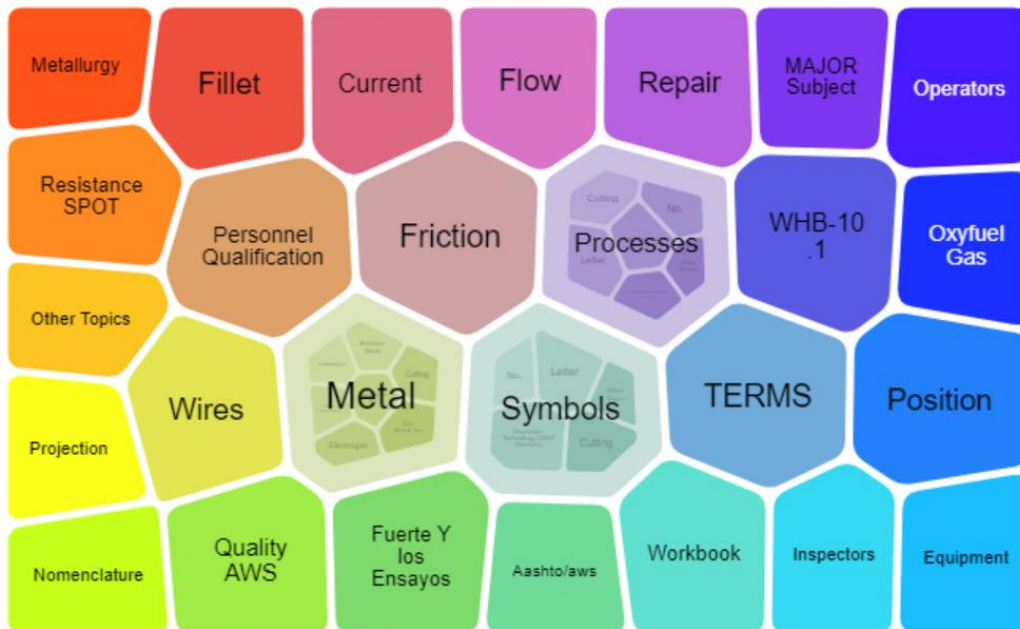 Metallurgy
Fillet
Current
Flow
Repair
MAJOR
Subject
Operators
Resistance
SPOT
Personnel
Qualification
Friction
Cutting
No.
Processes
WHB-10
.1
Oxyfuel
Gas
Other Topics
Wires
Metal
Cutting
Electrogas
No.
Letter
Symbols
Cutting
TERMS
Position
Projection
Nomenclature
Quality
AWS
Fuerte Y
los
Ensayos
Aashto/aws
Workbook
Inspectors
Equipment